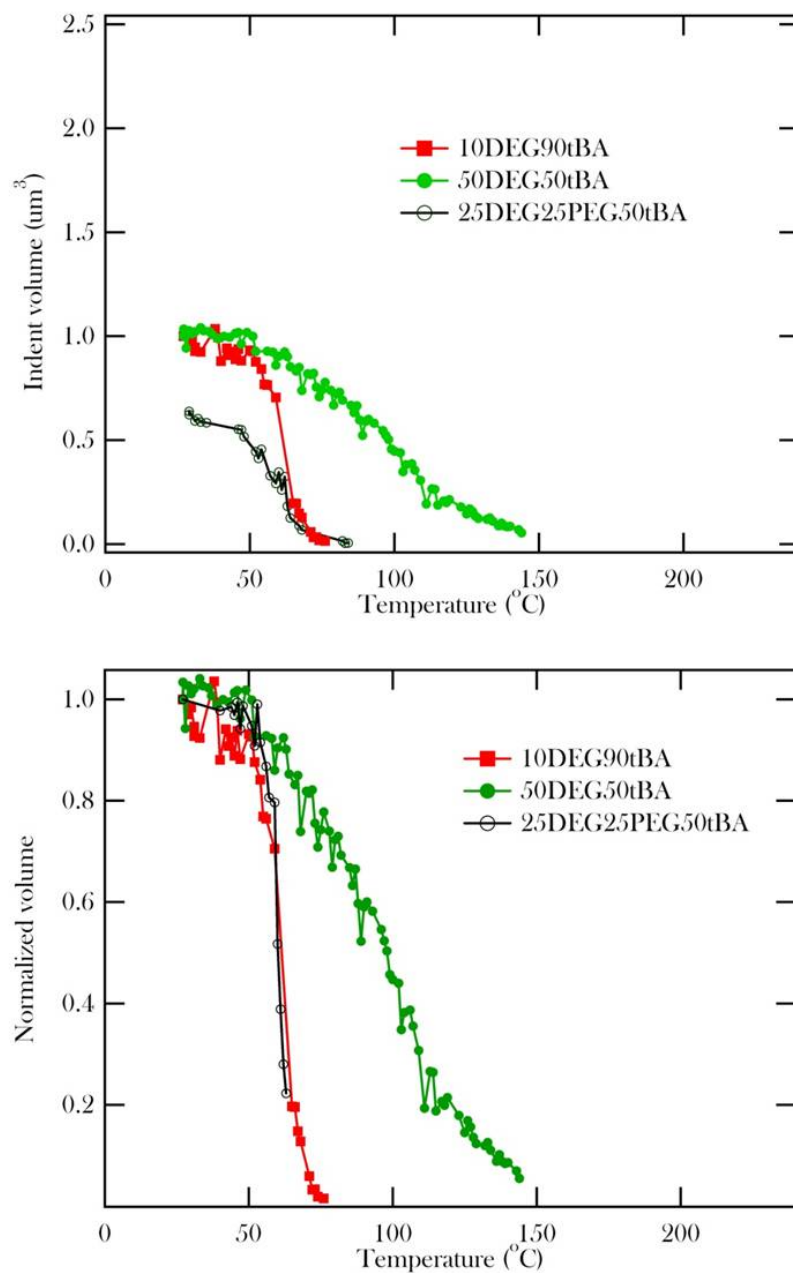 2.5
2.0
1.5
1.0
0.5
0.0
Indent volume (um³)
10DEG90tBA
50DEG50tBA
25DEG25PEG50tBA
0 50 100 150 200
Temperature (°C)
1.0
0.8
0.6
0.4
0.2
Normalized volume
10DEG90tBA
50DEG50tBA
25DEG25PEG50tBA
0 50 100 150 200
Temperature (°C)